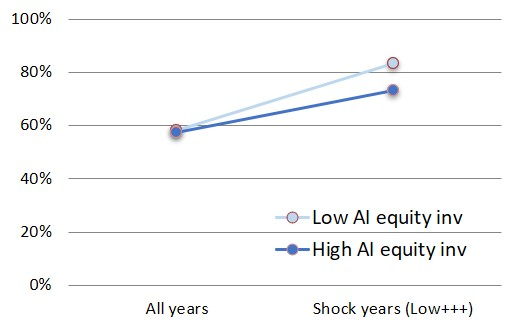 100%
80%
60%
40%
20%
0%
Low AI equity inv
High AI equity inv
All years
Shock years (Low+++)